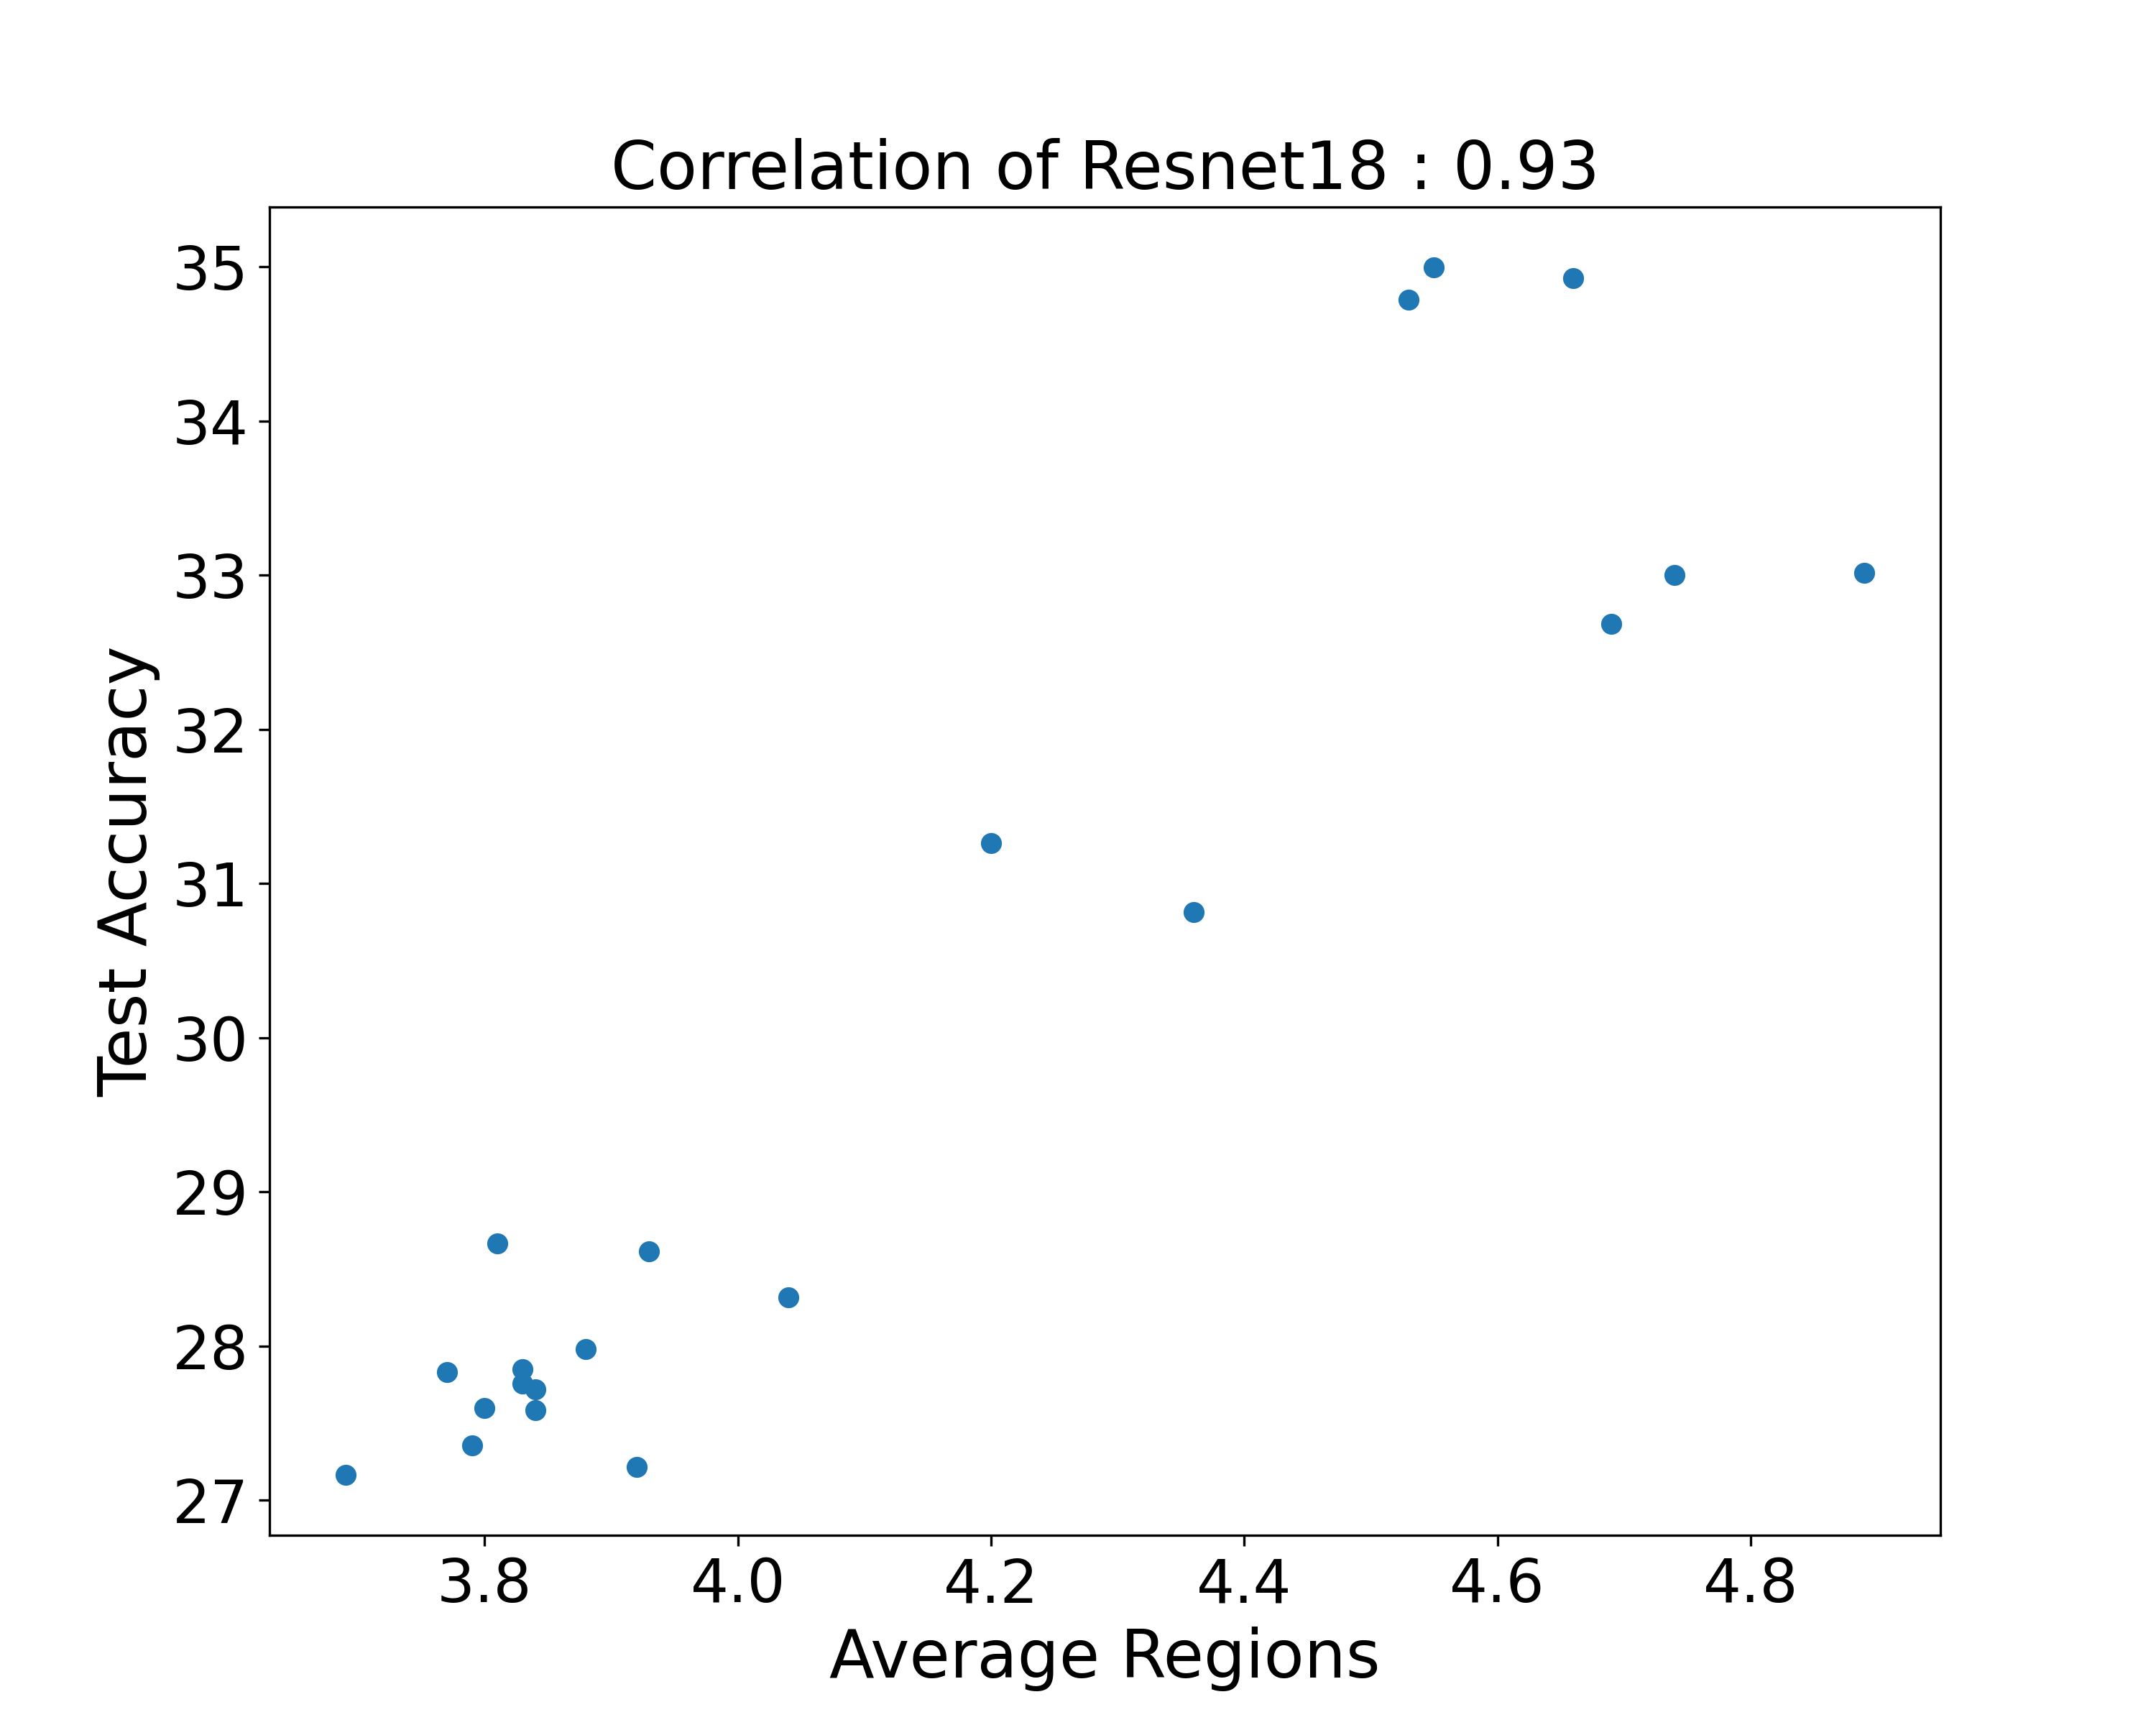 Correlation of Resnet18 : 0.93
35
34
33
32
31
30
29
28
27
Test Accuracy
3.8 4.0 4.2 4.4 4.6 4.8
Average Regions